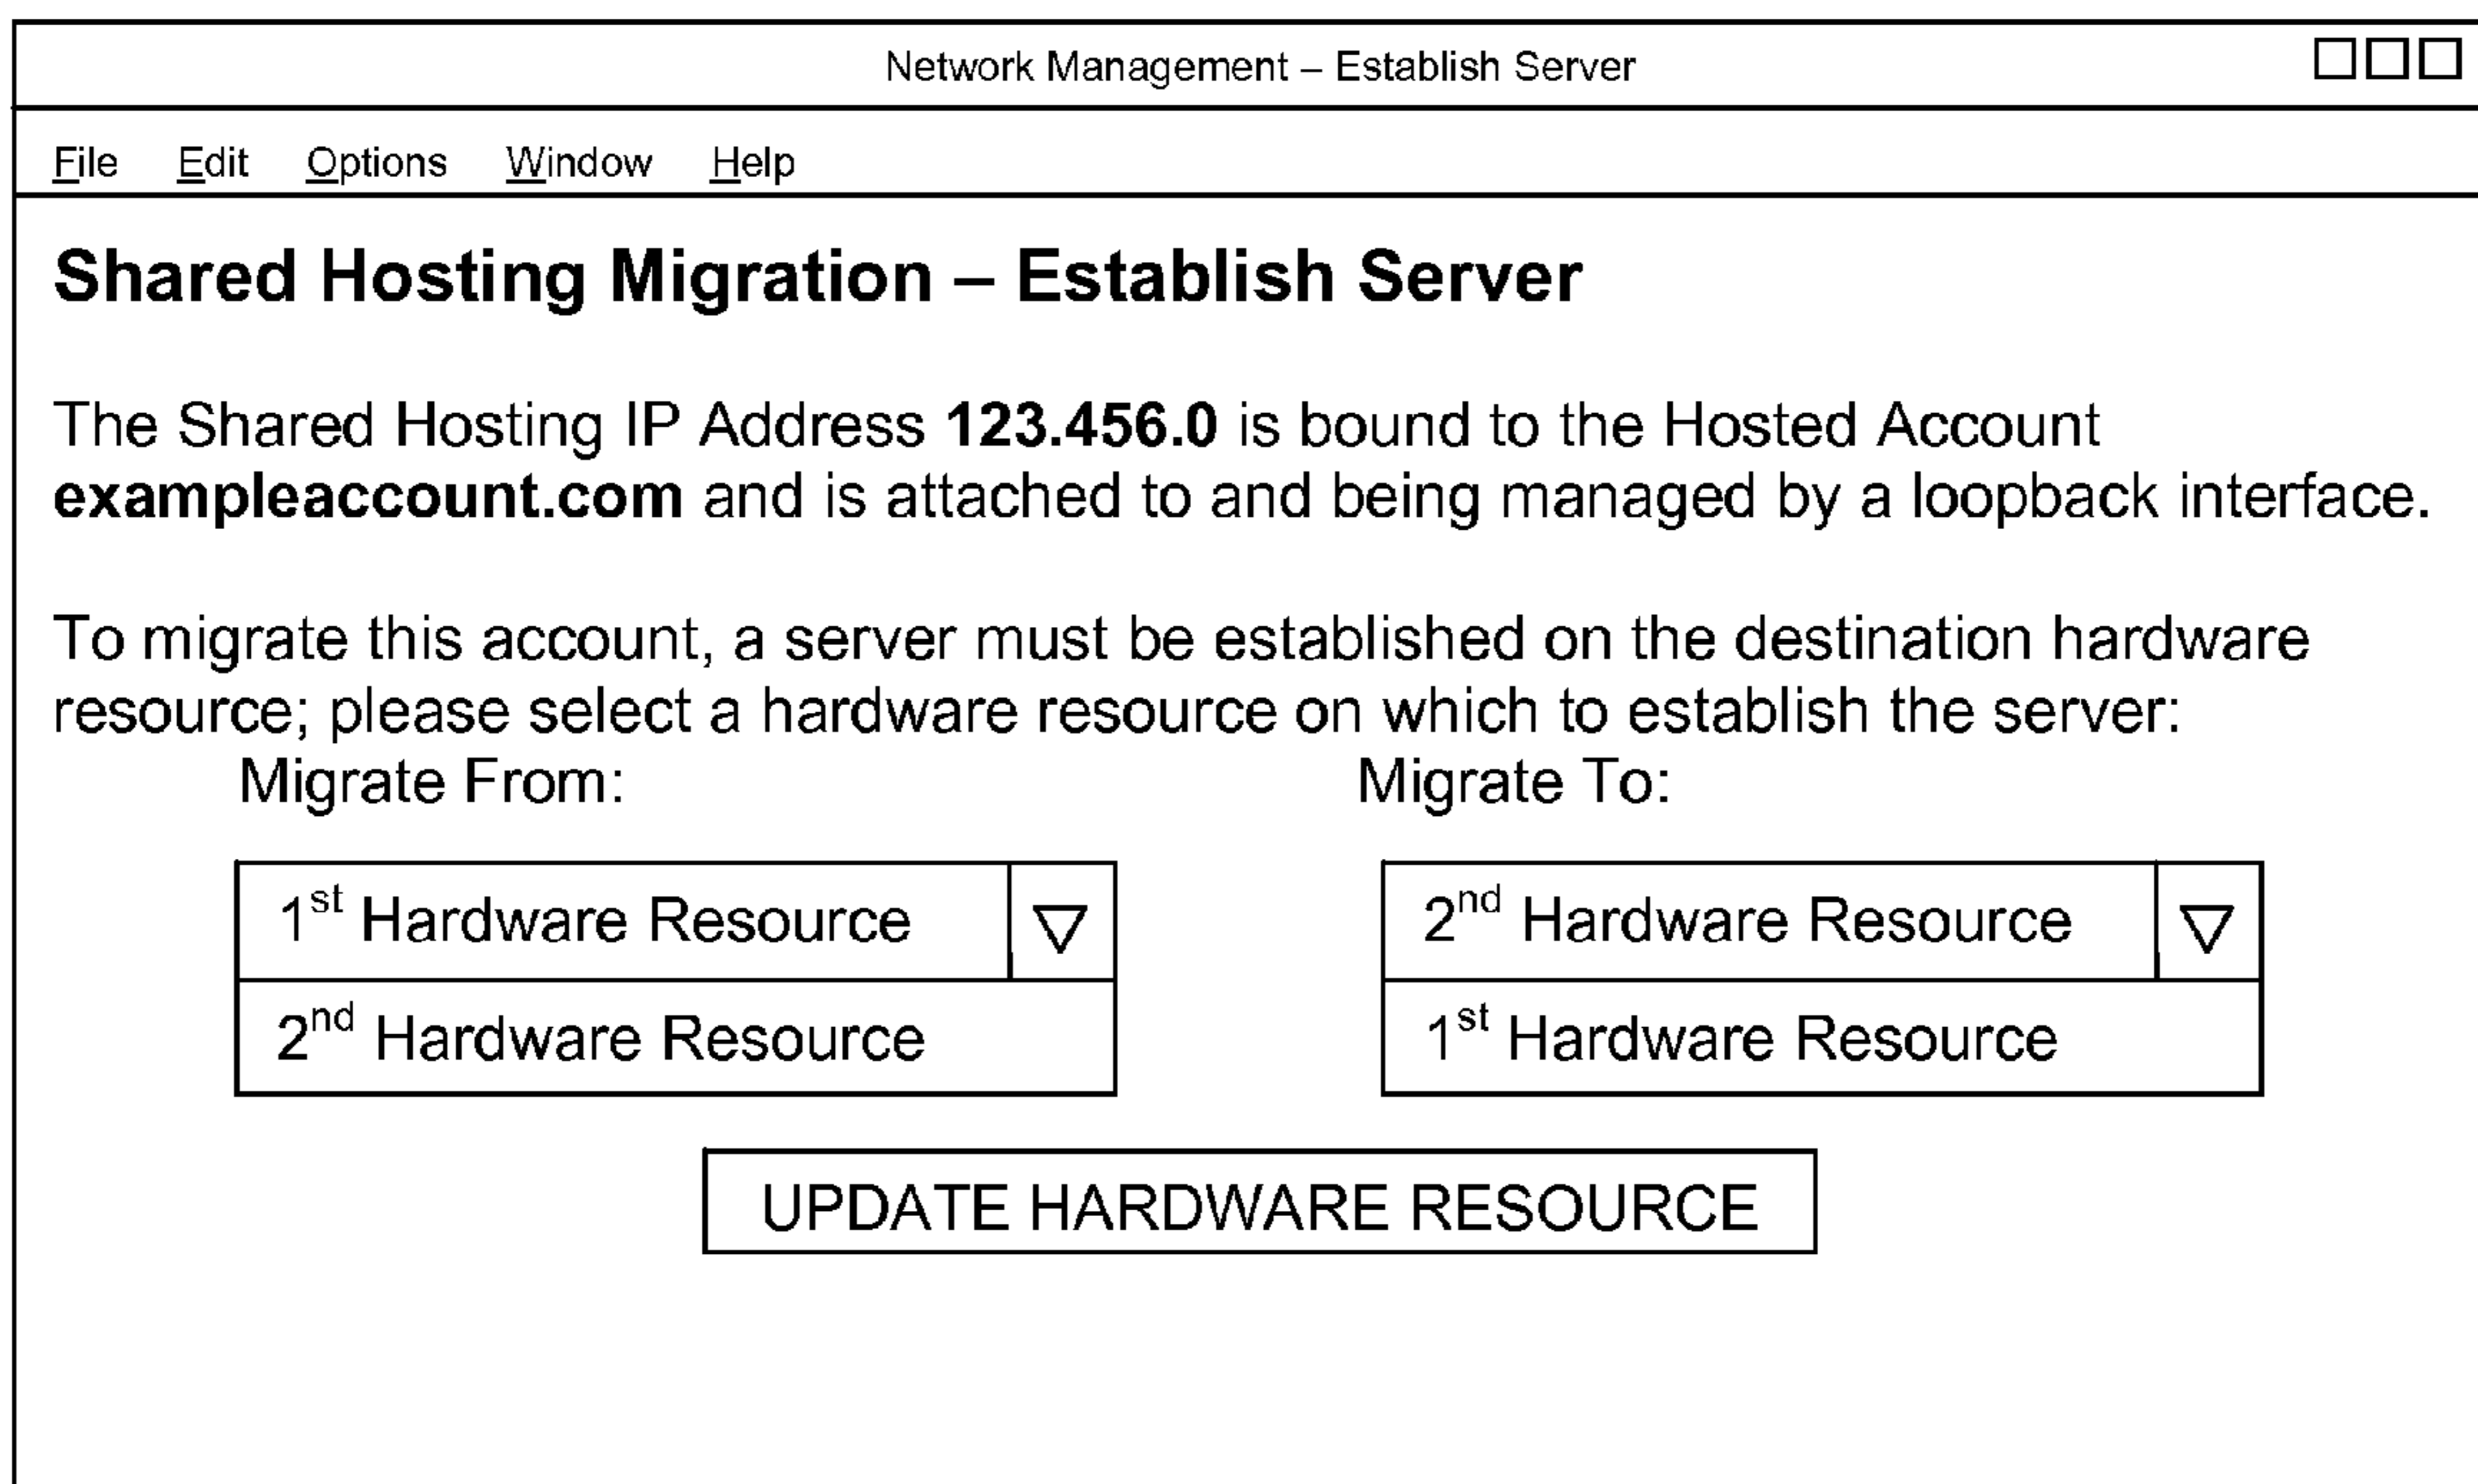 Network Management – Establish Server
File Edit Options Window Help
Shared Hosting Migration – Establish Server
The Shared Hosting IP Address 123.456.0 is bound to the Hosted Account
exampleaccount.com and is attached to and being managed by a loopback interface.
To migrate this account, a server must be established on the destination hardware
resource; please select a hardware resource on which to establish the server:
Migrate From: Migrate To:
1st Hardware Resource 2nd Hardware Resource
2nd Hardware Resource 1st Hardware Resource
UPDATE HARDWARE RESOURCE